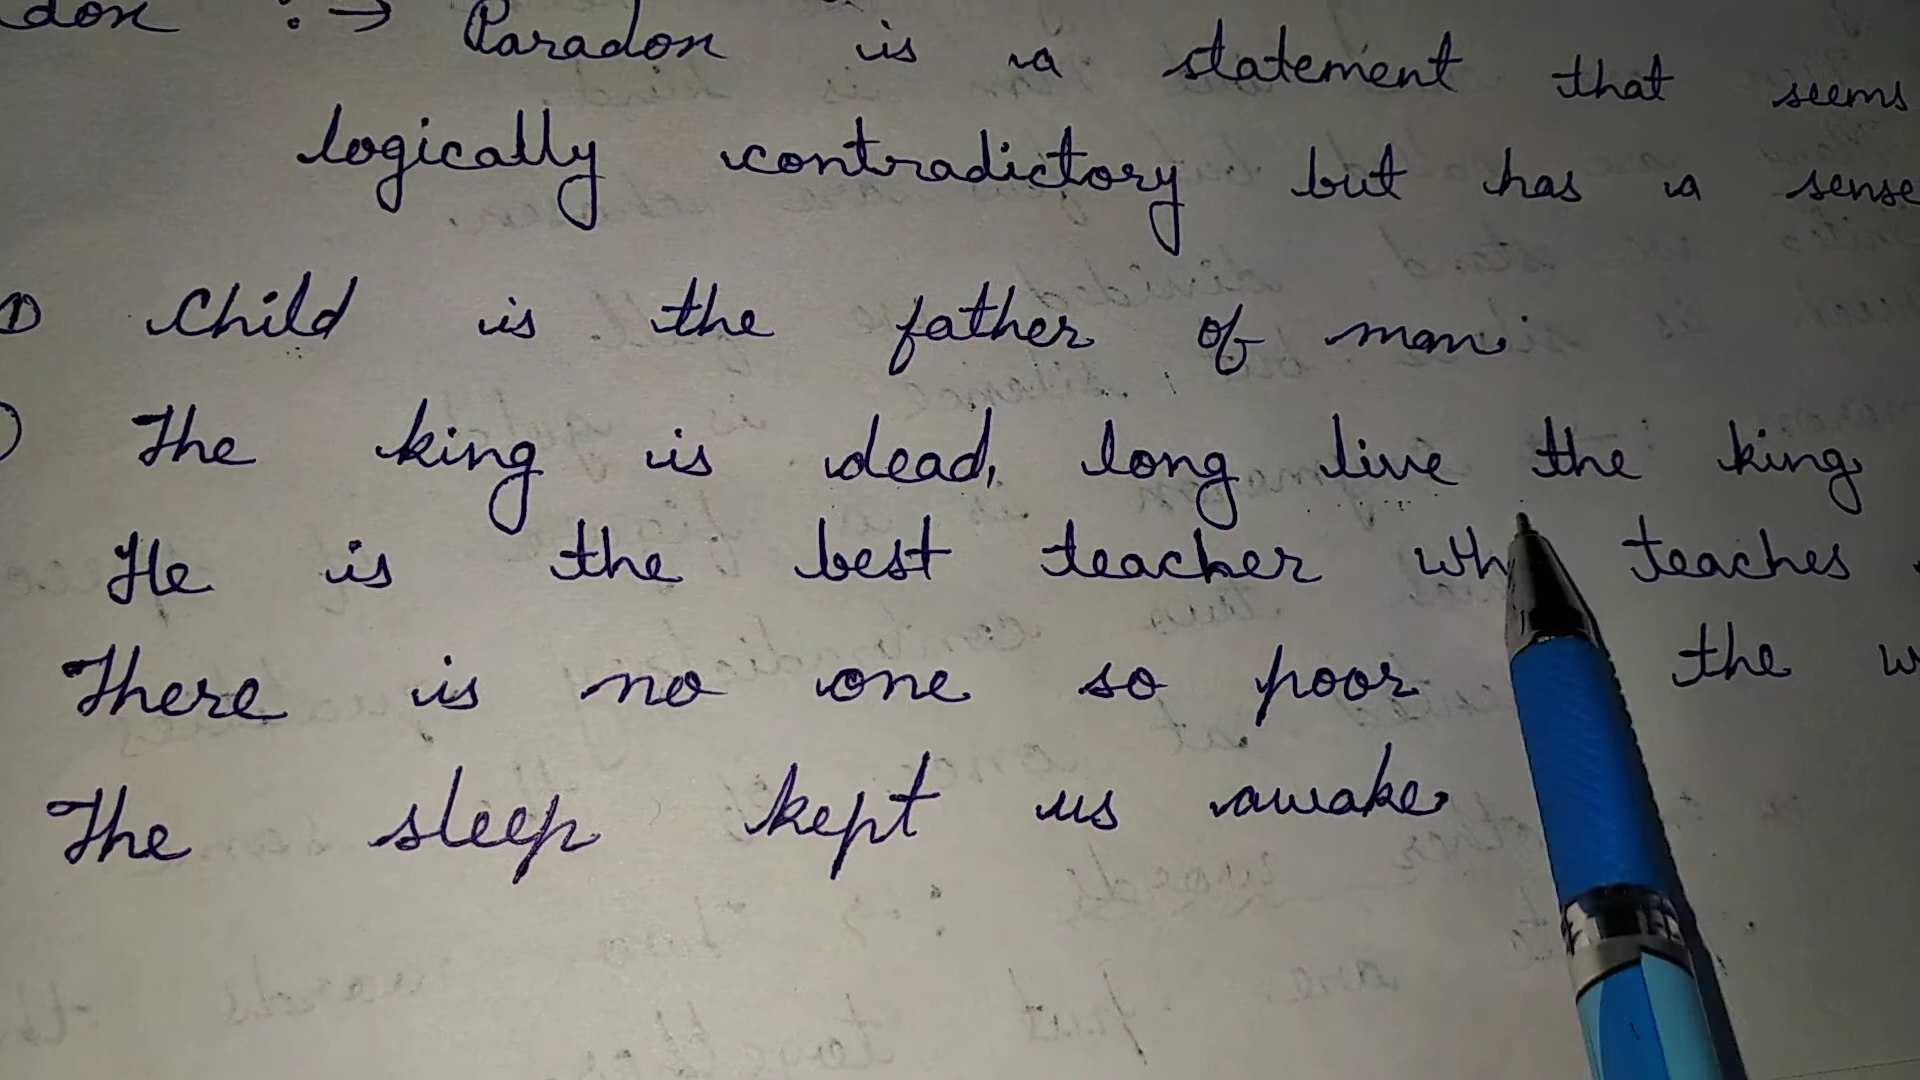 dox :→ Paradox is a statement that seems
logically contradictory but has a sense
① Child is the father of man.
The king is dead, long live the king
He is the best teacher teaches
There is no one so poor the
The sleep kept us awake.